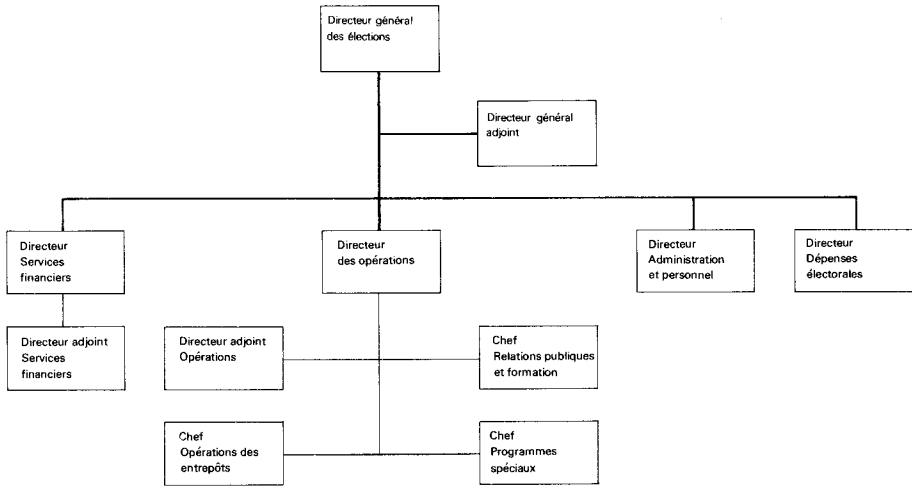 Directeur général
des élections
Directeur général
adjoint
Directeur
Services
financiers
Directeur
des opérations
Directeur
Administration
et personnel
Directeur
Dépenses
électorales
Directeur adjoint
Services
financiers
Directeur adjoint
Opérations
Chef
Relations publiques
et formation
Chef
Opérations des
entrepôts
Chef
Programmes
spéciaux